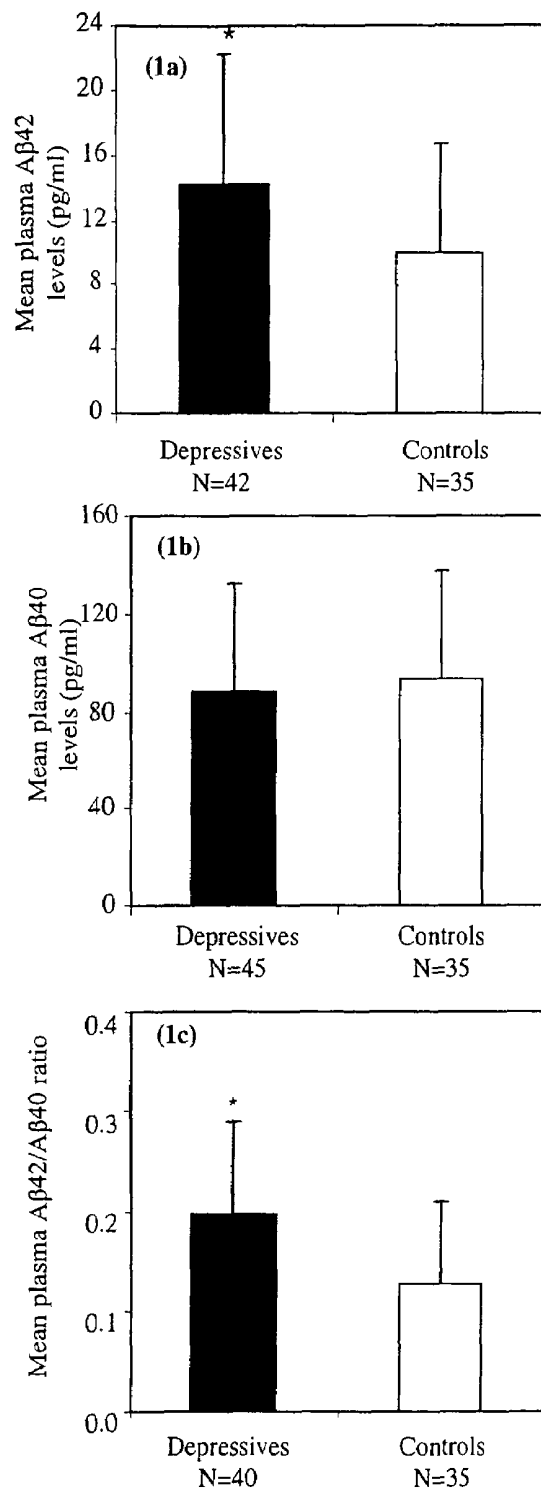 (1a)
*
Mean plasma Aβ42
levels (pg/ml)
24
20
16
12
8
4
0
Depressives
N=42
Controls
N=35
(1b)
Mean plasma Aβ40
levels (pg/ml)
160
120
80
40
0
Depressives
N=45
Controls
N=35
(1c)
*
Mean plasma Aβ42/Aβ40 ratio
0.4
0.3
0.2
0.1
0.0
Depressives
N=40
Controls
N=35